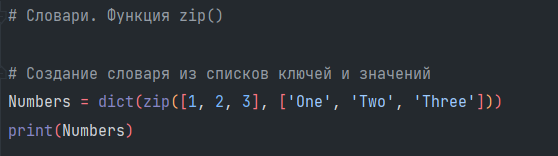 # Словари. Функция zip()
# Создание словаря из списков ключей и значений
Numbers = dict(zip([1, 2, 3], ['One', 'Two', 'Three']))
print(Numbers)